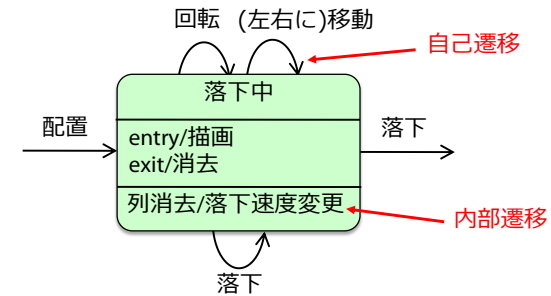 回転 (左右に)移動
自己遷移
落下中
配置
落下
entry/描画
exit/消去
列消去/落下速度変更
内部遷移
落下